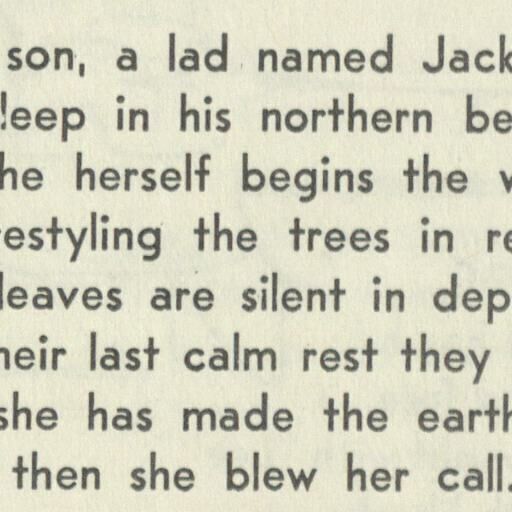 son, a lad named Jack
leep in his northern be
he herself begins the
restyling the trees in re
leaves are silent in dep
heir last calm rest they
she has made the earth
then she blew her call.